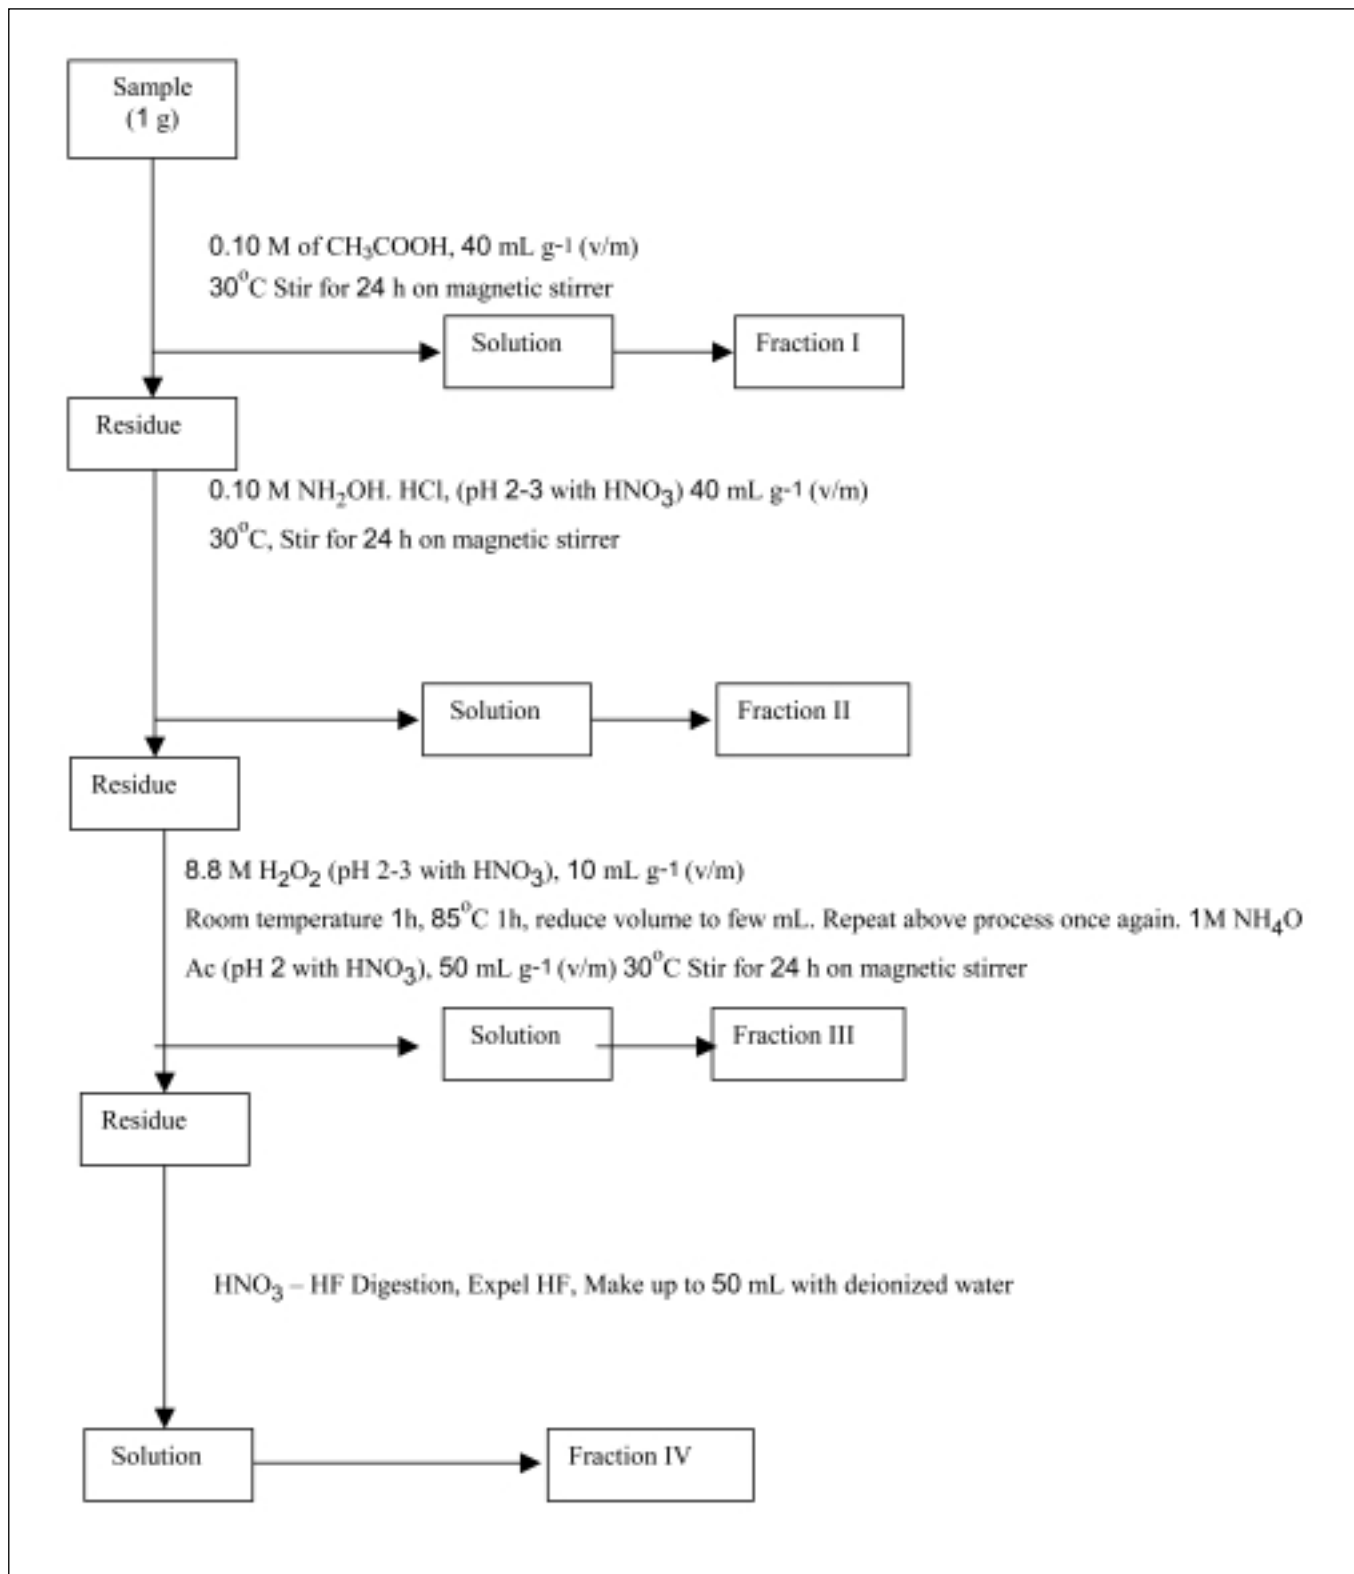 Sample
(1 g)
0.10 M of CH₃COOH, 40 mL g⁻¹ (v/m)
30°C Stir for 24 h on magnetic stirrer
Solution
Fraction I
Residue
0.10 M NH₂OH. HCl, (pH 2-3 with HNO₃) 40 mL g⁻¹ (v/m)
30°C, Stir for 24 h on magnetic stirrer
Solution
Fraction II
Residue
8.8 M H₂O₂ (pH 2-3 with HNO₃), 10 mL g⁻¹ (v/m)
Room temperature 1h, 85°C 1h, reduce volume to few mL. Repeat above process once again. 1M NH₄O
Ac (pH 2 with HNO₃), 50 mL g⁻¹ (v/m) 30°C Stir for 24 h on magnetic stirrer
Solution
Fraction III
Residue
HNO₃ – HF Digestion, Expel HF, Make up to 50 mL with deionized water
Solution
Fraction IV